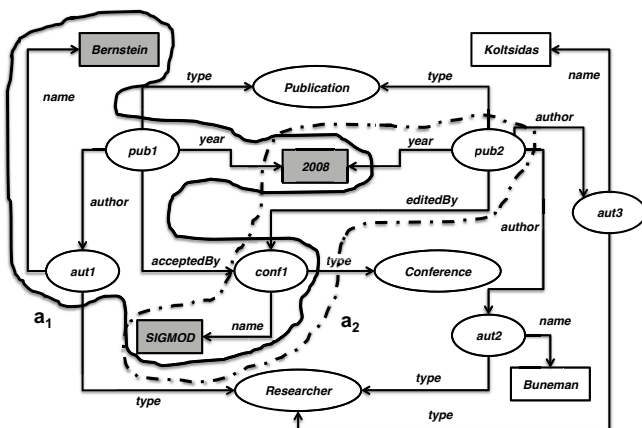 Bernstein
Koltsidas
type
type
name
name
Publication
author
pub1
year
2008
year
pub2
author
editedBy
author
aut3
acceptedBy
aut1
conf1
type
Conference
a1
SIGMOD
name
a2
aut2
name
type
Buneman
Researcher
type
type